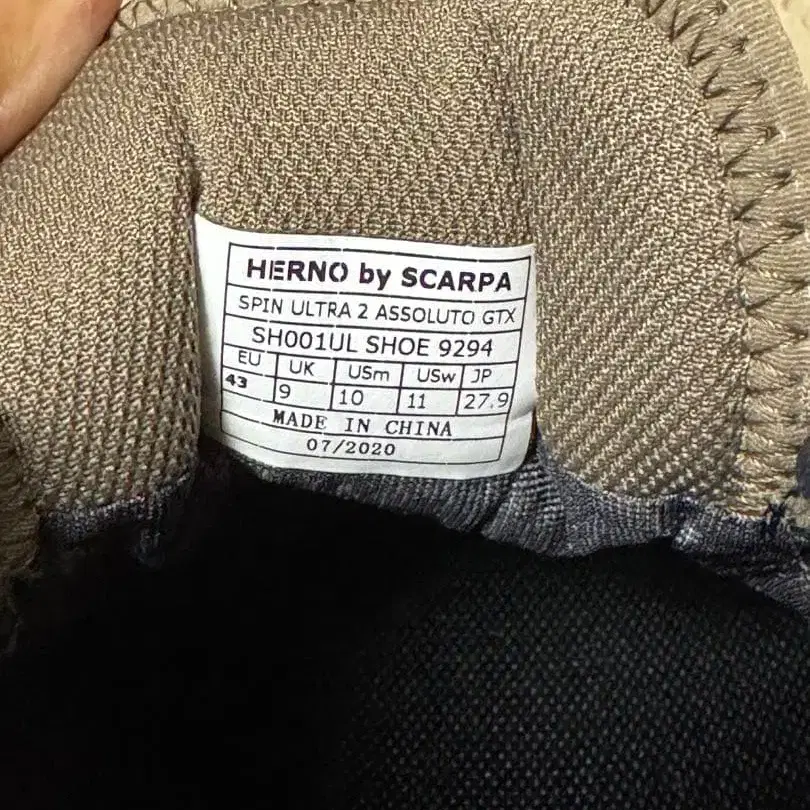 HERNO by SCARPA
SPIN ULTRA 2 ASSOLUTO GTX
SH001UL SHOE 9294
EU UK USm USw JP
43 9 10 11 27.9
MADE IN CHINA
07/2020